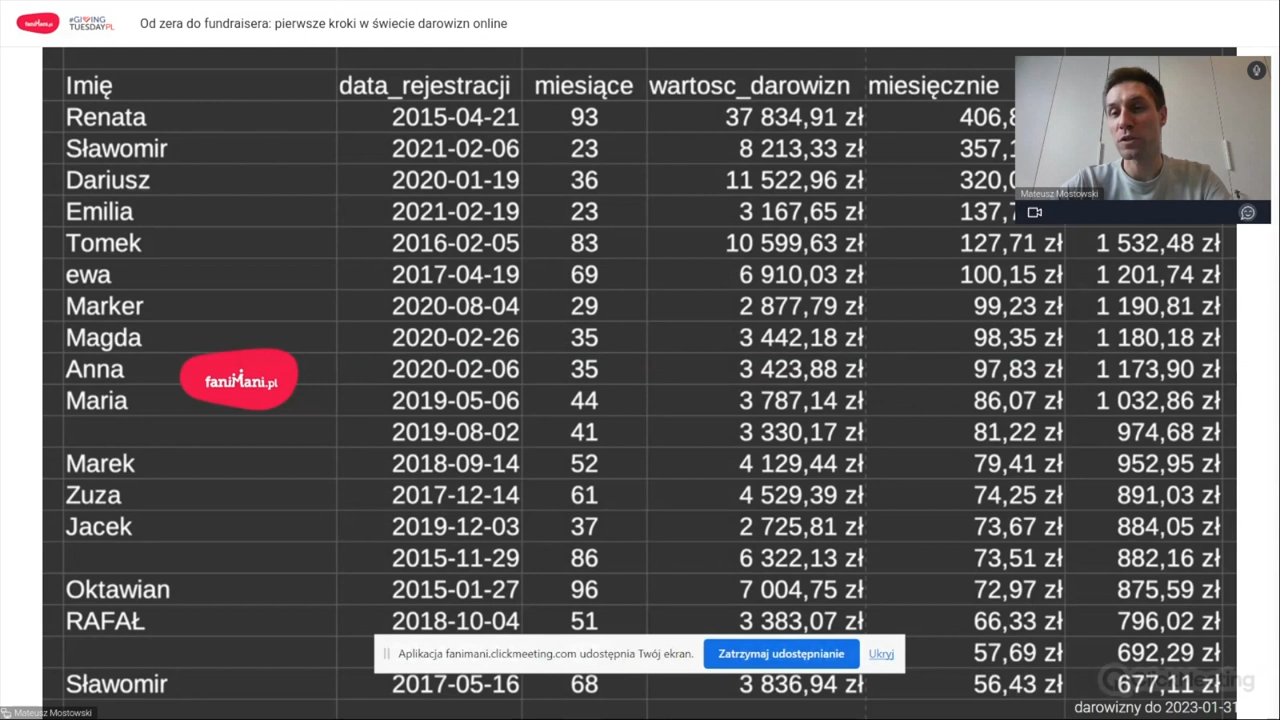 faniMani.pl #GIVING TUESDAYPL Od zera do fundraisera: pierwsze kroki w świecie darowizn online
Imię data_rejestracji miesiące wartosc_darowizn miesięcznie
Renata 2015-04-21 93 37 834,91 zł 406,
Sławomir 2021-02-06 23 8 213,33 zł 357,
Dariusz 2020-01-19 36 11 522,96 zł 320,
Emilia 2021-02-19 23 3 167,65 zł 137,
Mateusz Mostowski
Tomek 2016-02-05 83 10 599,63 zł 127,71 zł 1 532,48 zł
ewa 2017-04-19 69 6 910,03 zł 100,15 zł 1 201,74 zł
Marker 2020-08-04 29 2 877,79 zł 99,23 zł 1 190,81 zł
Magda 2020-02-26 35 3 442,18 zł 98,35 zł 1 180,18 zł
Anna 2020-02-06 35 3 423,88 zł 97,83 zł 1 173,90 zł
faniMani.pl
Maria 2019-05-06 44 3 787,14 zł 86,07 zł 1 032,86 zł
2019-08-02 41 3 330,17 zł 81,22 zł 974,68 zł
Marek 2018-09-14 52 4 129,44 zł 79,41 zł 952,95 zł
Zuza 2017-12-14 61 4 529,39 zł 74,25 zł 891,03 zł
Jacek 2019-12-03 37 2 725,81 zł 73,67 zł 884,05 zł
2015-11-29 86 6 322,13 zł 73,51 zł 882,16 zł
Oktawian 2015-01-27 96 7 004,75 zł 72,97 zł 875,59 zł
RAFAŁ 2018-10-04 51 3 383,07 zł 66,33 zł 796,02 zł
Aplikacja fanimani.clickmeeting.com udostępnia Twój ekran. Zatrzymaj udostępnianie Ukryj
57,69 zł 692,29 zł
Sławomir 2017-05-16 68 3 836,94 zł 56,43 zł 677,11 zł
ClickMeeting
darowizny do 2023-01-31
Mateusz Mostowski